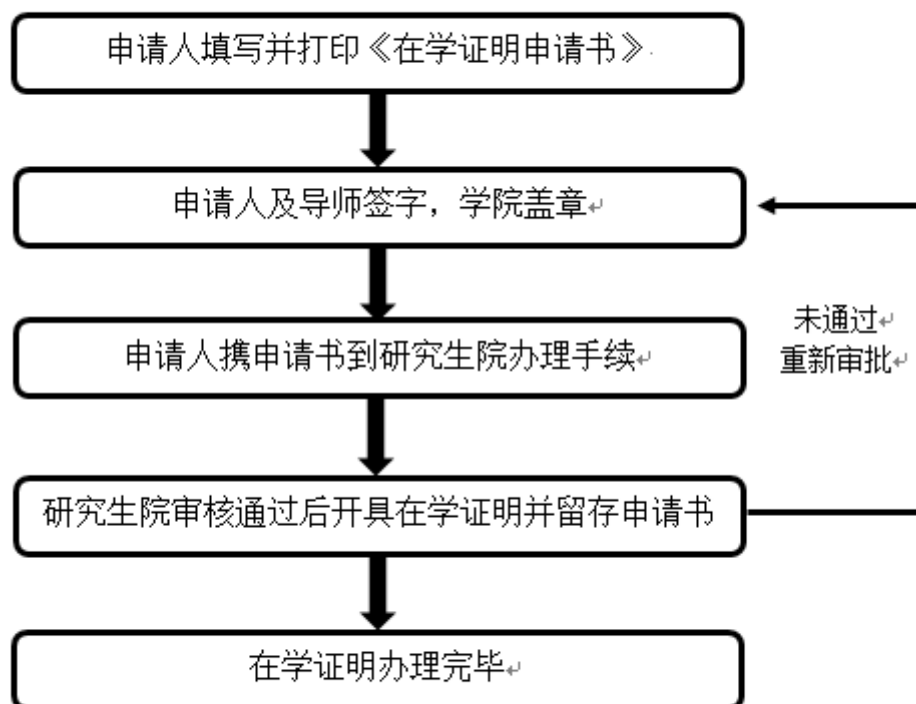 申请人填写并打印《在学证明申请书》
申请人及导师签字，学院盖章
未通过
重新审批
申请人携申请书到研究生院办理手续
研究生院审核通过后开具在学证明并留存申请书
在学证明办理完毕